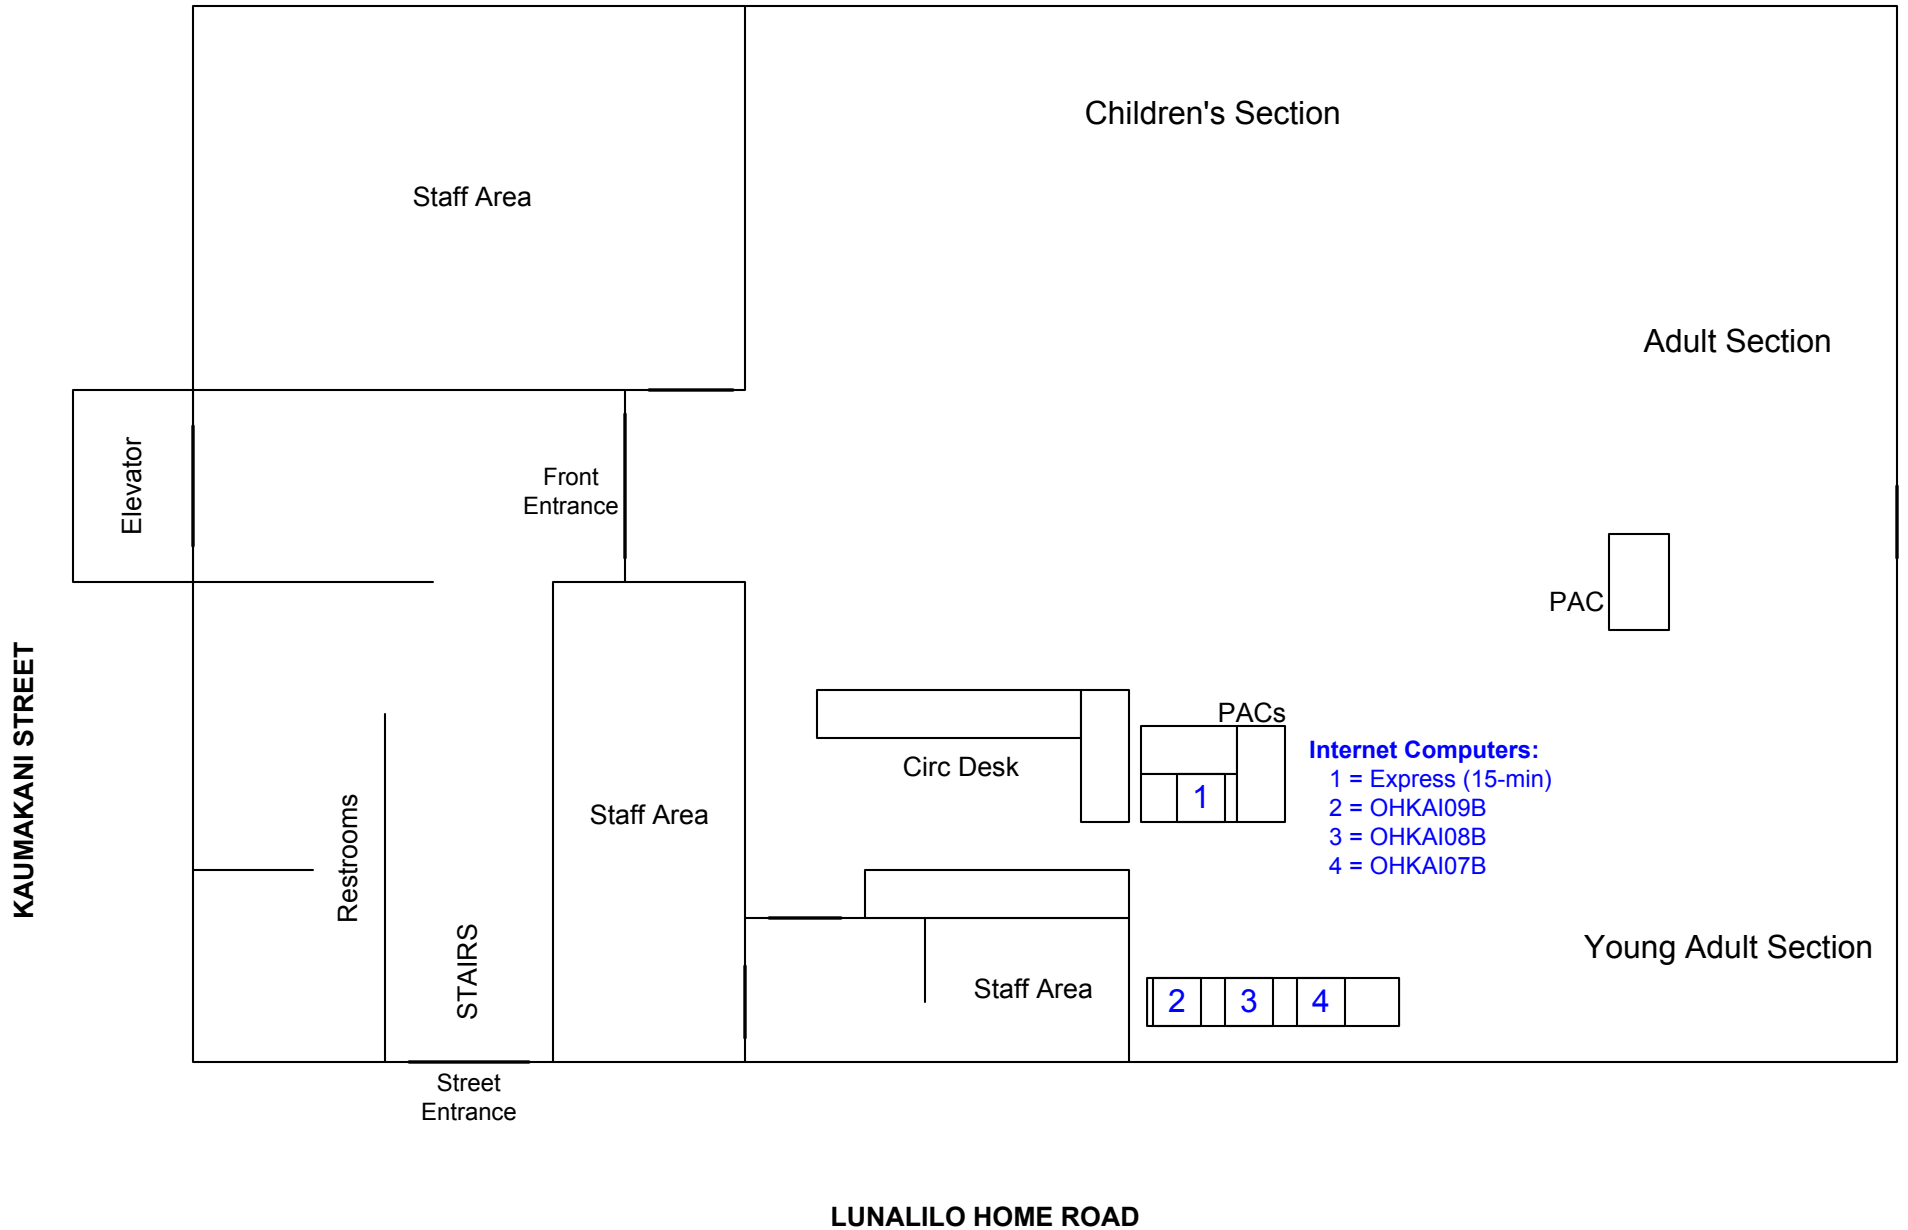 Children's Section
Staff Area
Adult Section
Elevator
Front
Entrance
PAC
KAUMAKANI STREET
PACs
Circ Desk
Internet Computers:
1 = Express (15-min)
2 = OHKAI09B
3 = OHKAI08B
4 = OHKAI07B
1
Restrooms
Staff Area
STAIRS
Young Adult Section
Staff Area
2 3 4
Street
Entrance
LUNALILO HOME ROAD